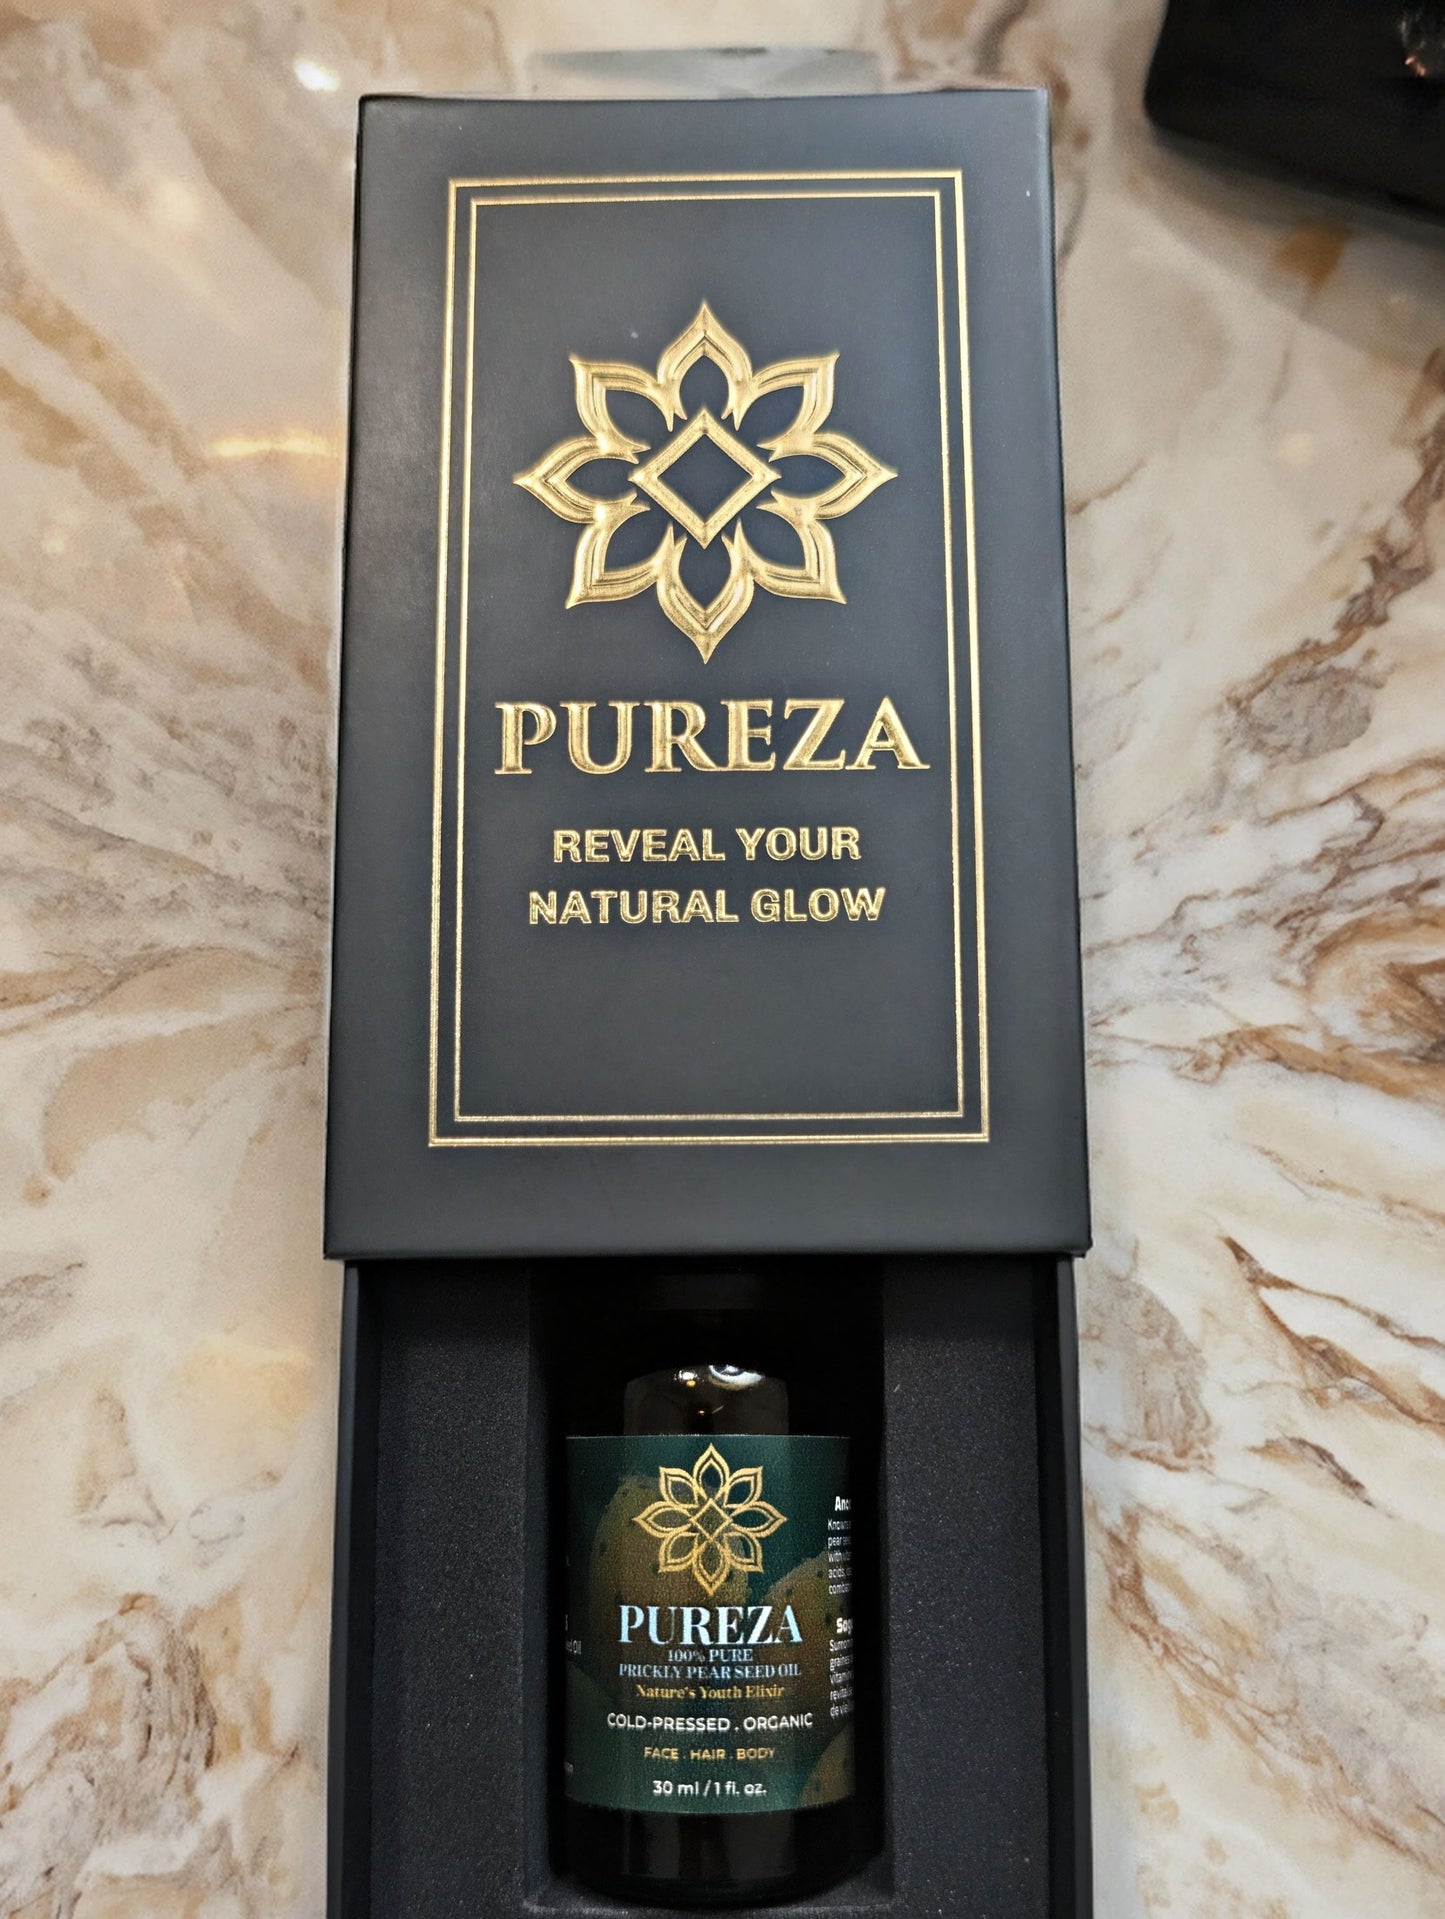 PUREZA
REVEAL YOUR
NATURAL GLOW
PUREZA
100% PURE
PRICKLY PEAR SEED OIL
Nature's Youth Elixir
COLD-PRESSED . ORGANIC
FACE . HAIR . BODY
30 ml / 1 fl. oz.